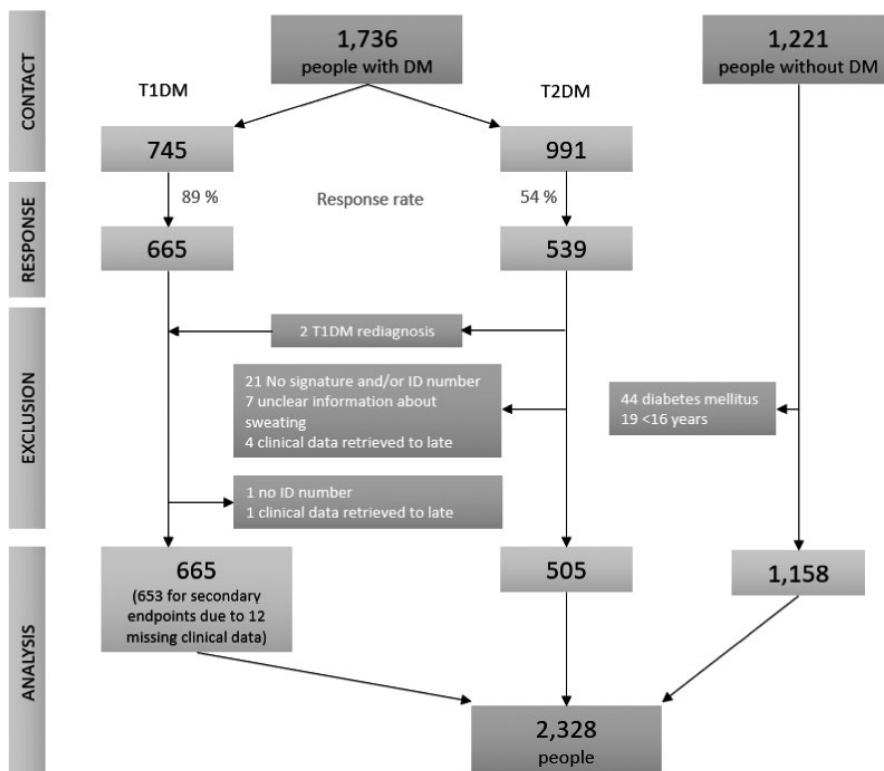 CONTACT
1,736
people with DM
1,221
people without DM
T1DM
T2DM
745
991
RESPONSE
89 %
Response rate
54 %
665
539
EXCLUSION
2 T1DM rediagnosis
21 No signature and/or ID number
7 unclear information about
sweating
4 clinical data retrieved to late
44 diabetes mellitus
19 <16 years
1 no ID number
1 clinical data retrieved to late
ANALYSIS
665
(653 for secondary
endpoints due to 12
missing clinical data)
505
1,158
2,328
people